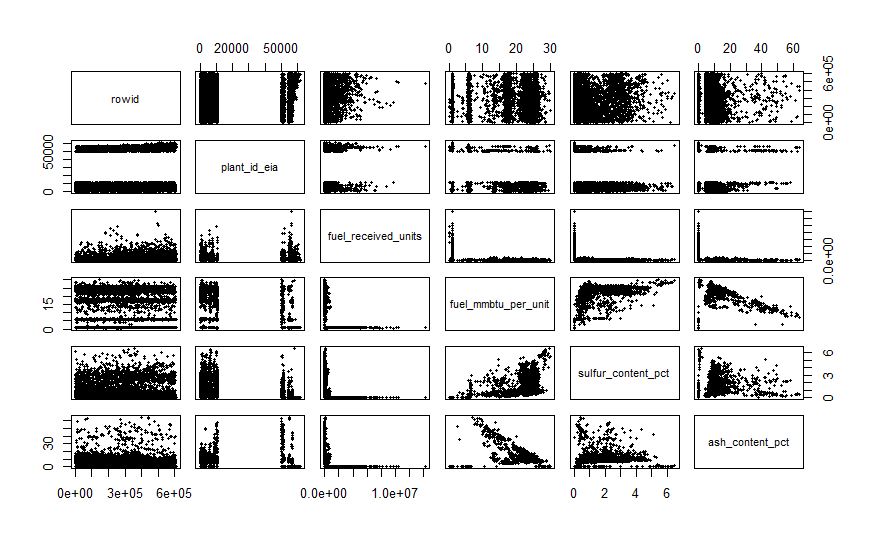 0 20000 50000 0 10 20 30 0 20 40 60
rowid 0e+00 6e+05
0 50000 plant_id_eia
fuel_received_units 0.0e+00
0 15 fuel_mmbtu_per_unit
sulfur_content_pct 0 3 6
0 30 ash_content_pct
0e+00 3e+05 6e+05 0.0e+00 1.0e+07 0 2 4 6